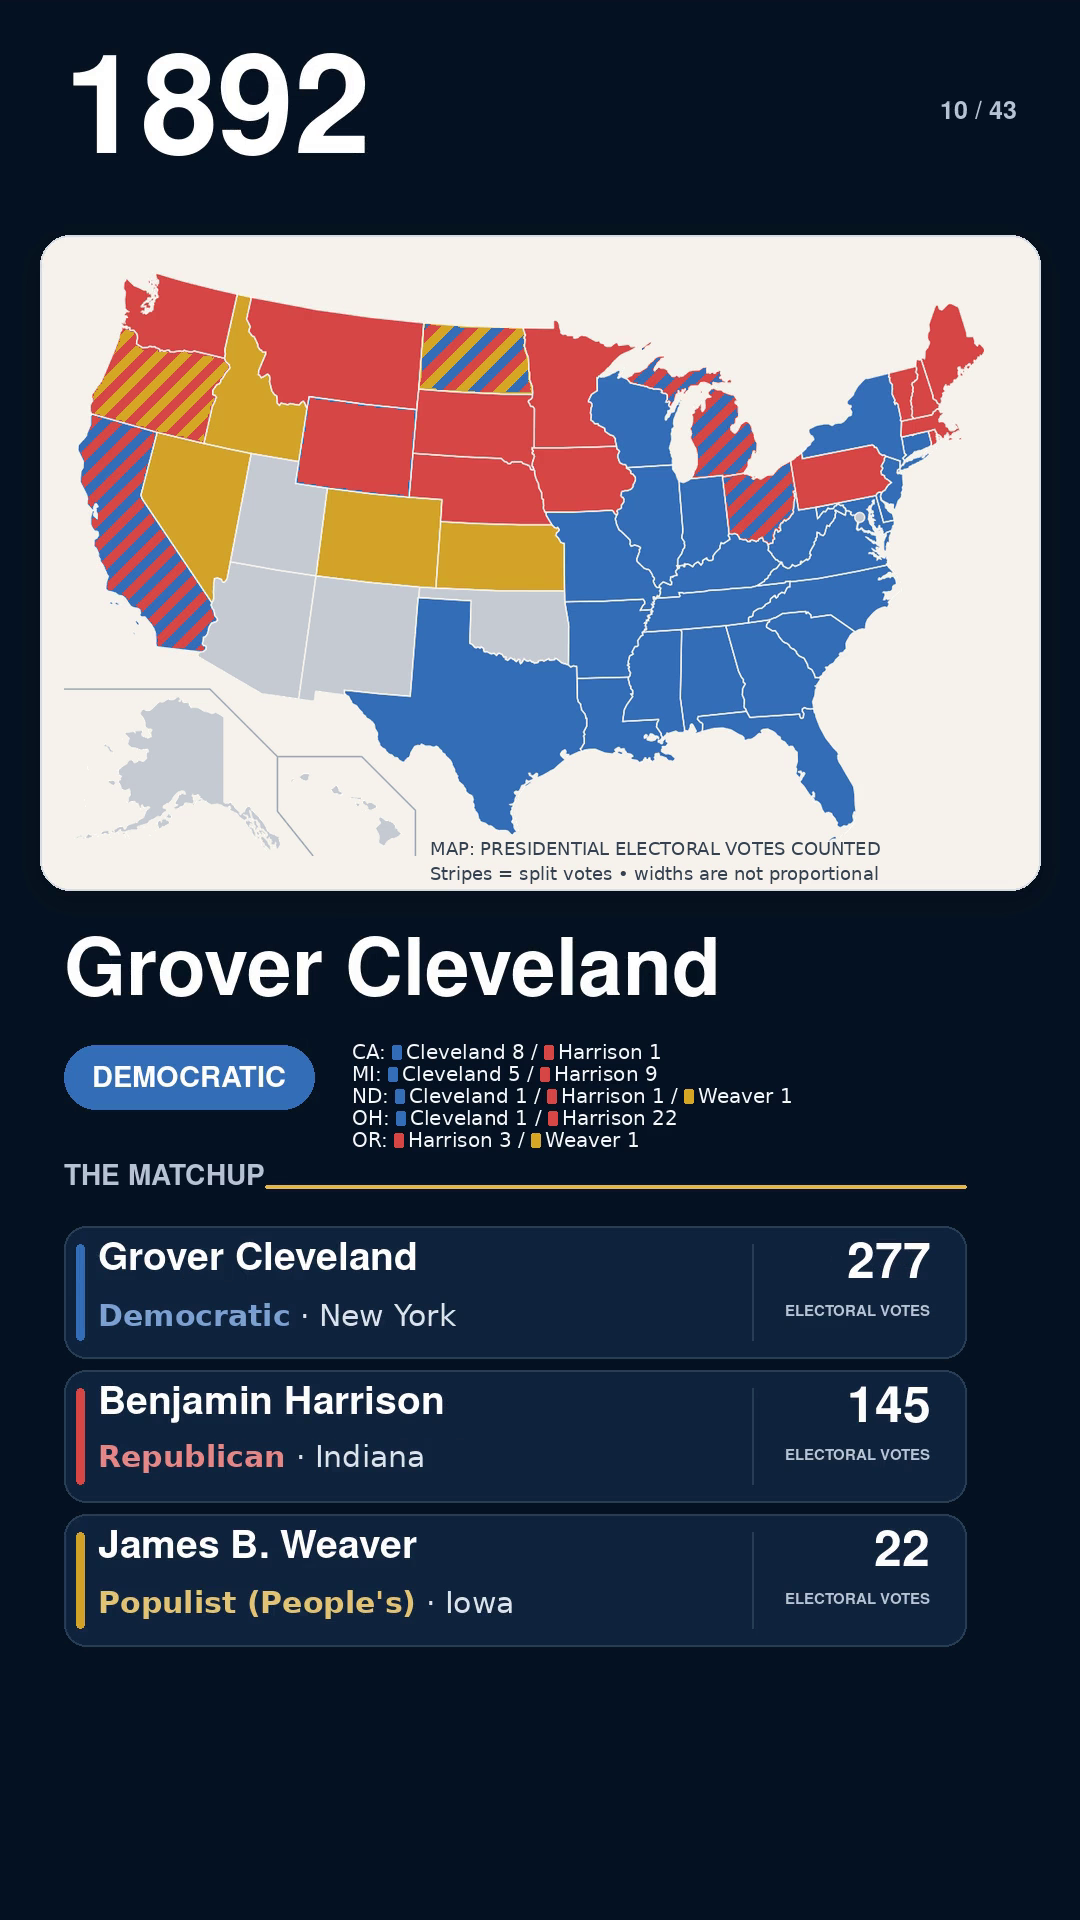 1892
10 / 43
MAP: PRESIDENTIAL ELECTORAL VOTES COUNTED
Stripes = split votes • widths are not proportional
Grover Cleveland
DEMOCRATIC
CA: Cleveland 8 / Harrison 1
MI: Cleveland 5 / Harrison 9
ND: Cleveland 1 / Harrison 1 / Weaver 1
OH: Cleveland 1 / Harrison 22
OR: Harrison 3 / Weaver 1
THE MATCHUP
Grover Cleveland
277
Democratic · New York
ELECTORAL VOTES
Benjamin Harrison
145
Republican · Indiana
ELECTORAL VOTES
James B. Weaver
22
Populist (People's) · Iowa
ELECTORAL VOTES